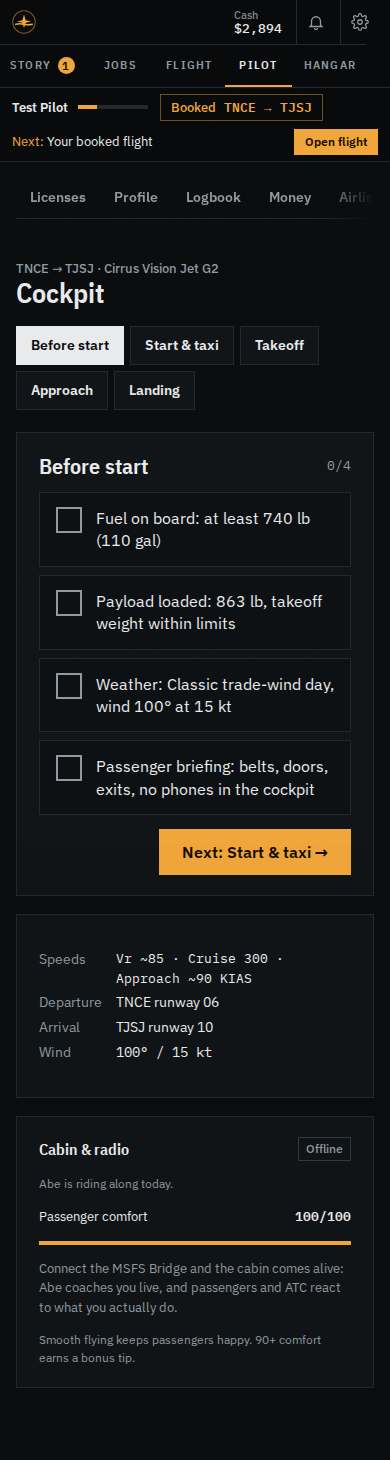 Cash
$2,894
STORY 1 JOBS FLIGHT PILOT HANGAR
Test Pilot Booked TNCE → TJSJ
Next: Your booked flight Open flight
Licenses Profile Logbook Money
TNCE → TJSJ · Cirrus Vision Jet G2
Cockpit
Before start Start & taxi Takeoff
Approach Landing
Before start 0/4
Fuel on board: at least 740 lb
(110 gal)
Payload loaded: 863 lb, takeoff
weight within limits
Weather: Classic trade-wind day,
wind 100° at 15 kt
Passenger briefing: belts, doors,
exits, no phones in the cockpit
Next: Start & taxi →
Speeds Vr ~85 · Cruise 300 ·
Approach ~90 KIAS
Departure TNCE runway 06
Arrival TJSJ runway 10
Wind 100° / 15 kt
Cabin & radio Offline
Abe is riding along today.
Passenger comfort 100/100
Connect the MSFS Bridge and the cabin comes alive:
Abe coaches you live, and passengers and ATC react
to what you actually do.
Smooth flying keeps passengers happy. 90+ comfort
earns a bonus tip.